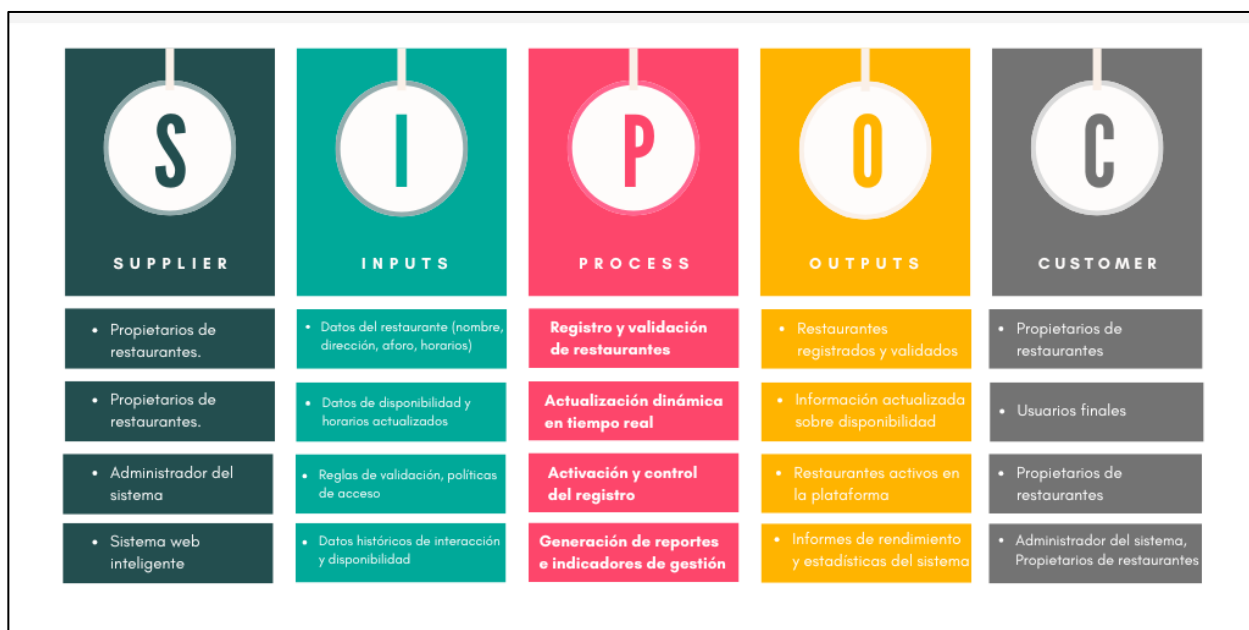 S
I
P
O
C
SUPPLIER
INPUTS
PROCESS
OUTPUTS
CUSTOMER
• Propietarios de
restaurantes.
• Datos del restaurante (nombre,
dirección, aforo, horarios)
Registro y validación
de restaurantes
• Restaurantes
registrados y validados
• Propietarios de
restaurantes
• Propietarios de
restaurantes.
• Datos de disponibilidad y
horarios actualizados
Actualización dinámica
en tiempo real
• Información actualizada
sobre disponibilidad
• Usuarios finales
• Administrador del
sistema
• Reglas de validación, políticas
de acceso
Activación y control
del registro
• Restaurantes activos en
la plataforma
• Propietarios de
restaurantes
• Sistema web
inteligente
• Datos históricos de interacción
y disponibilidad
Generación de reportes
e indicadores de gestión
• Informes de rendimiento
y estadísticas del sistema
• Administrador del sistema,
Propietarios de restaurantes